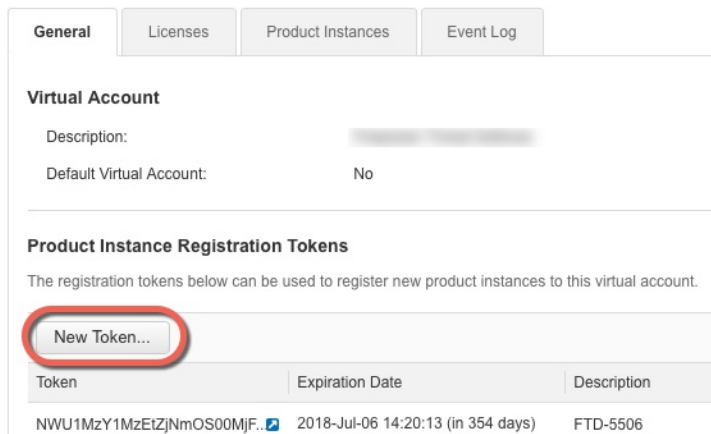 General Licenses Product Instances Event Log
Virtual Account
Description:
Default Virtual Account: No
Product Instance Registration Tokens
The registration tokens below can be used to register new product instances to this virtual account.
New Token...
Token Expiration Date Description
NWU1MzY1MzEtZjNmOS00MjF.. 2018-Jul-06 14:20:13 (in 354 days) FTD-5506